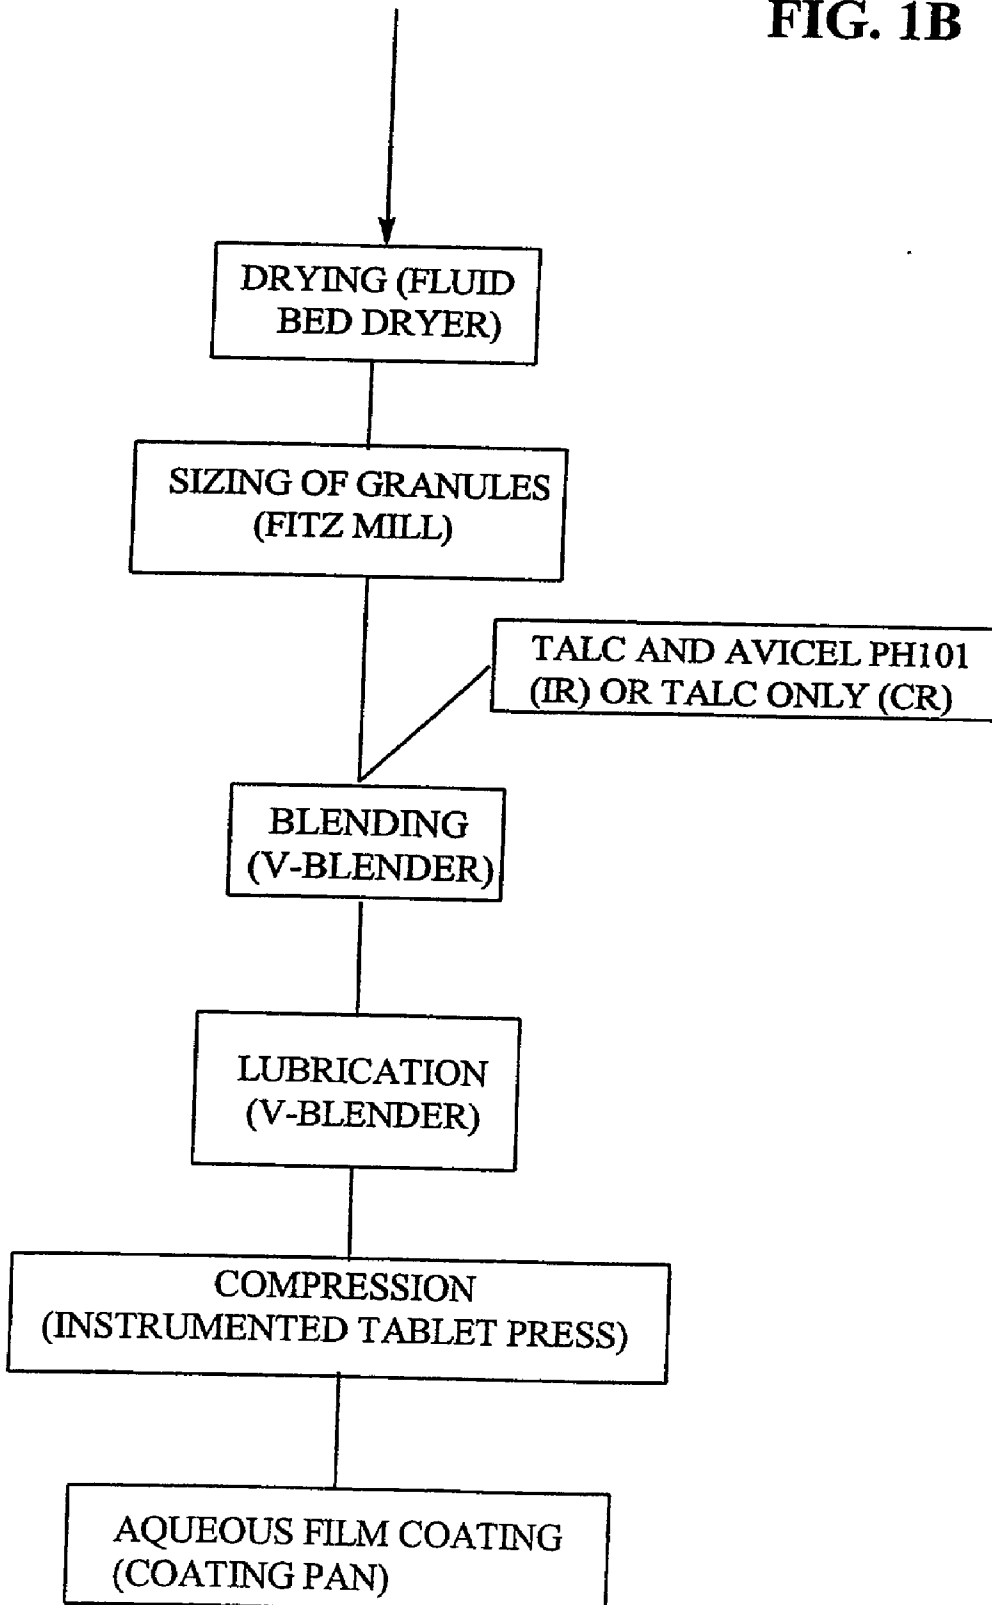 FIG. 1B
DRYING (FLUID
BED DRYER)
SIZING OF GRANULES
(FITZ MILL)
TALC AND AVICEL PH101
(IR) OR TALC ONLY (CR)
BLENDING
(V-BLENDER)
LUBRICATION
(V-BLENDER)
COMPRESSION
(INSTRUMENTED TABLET PRESS)
AQUEOUS FILM COATING
(COATING PAN)